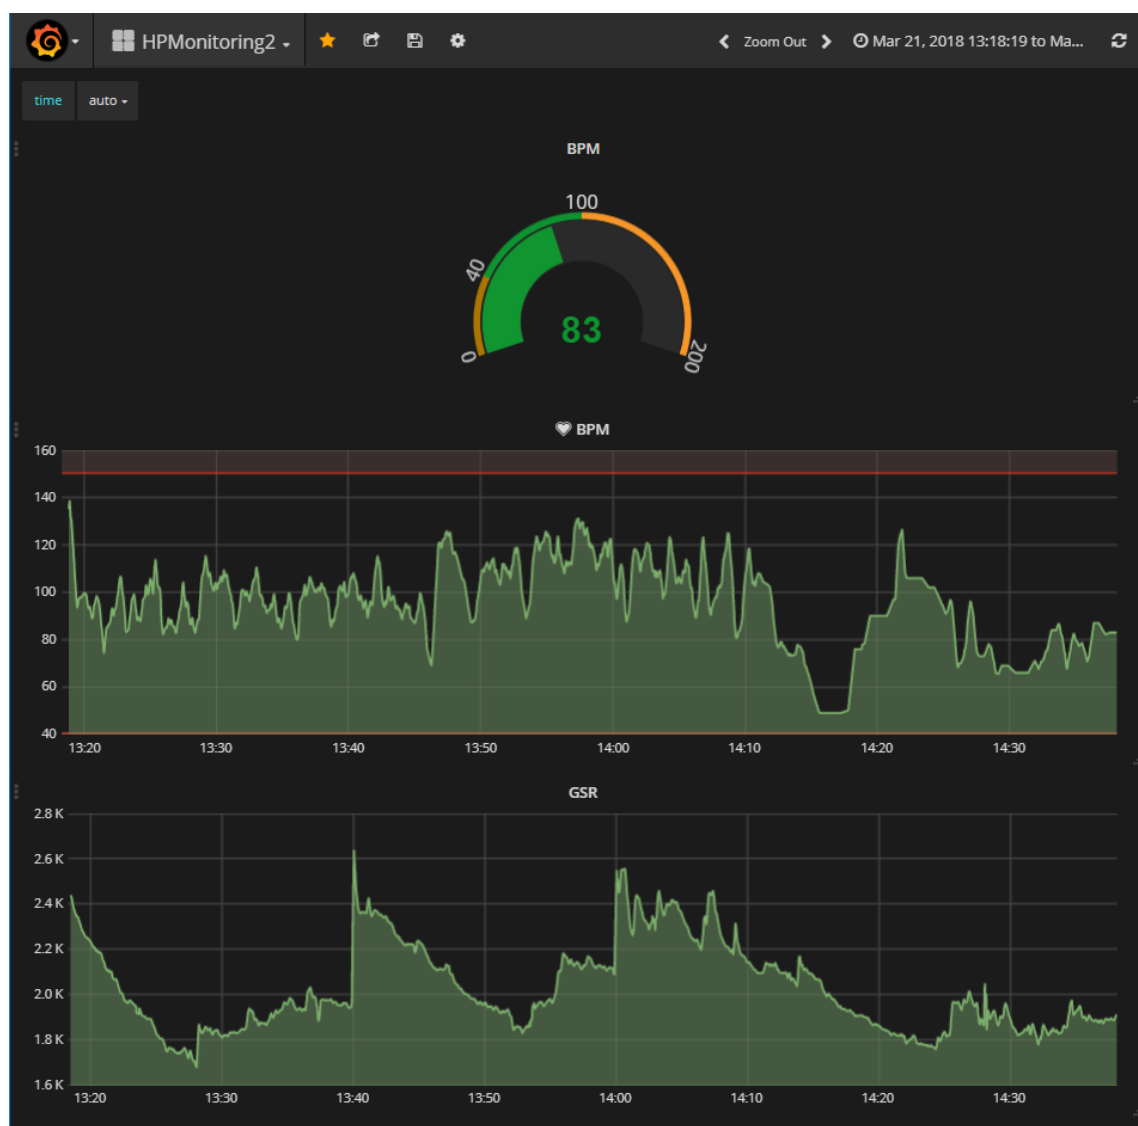 HPMonitoring2
Zoom Out
Mar 21, 2018 13:18:19 to Ma...
time
auto
BPM
100
40
0
83
200
BPM
160
140
120
100
80
60
40
13:20 13:30 13:40 13:50 14:00 14:10 14:20 14:30
GSR
2.8 K
2.6 K
2.4 K
2.2 K
2.0 K
1.8 K
1.6 K
13:20 13:30 13:40 13:50 14:00 14:10 14:20 14:30